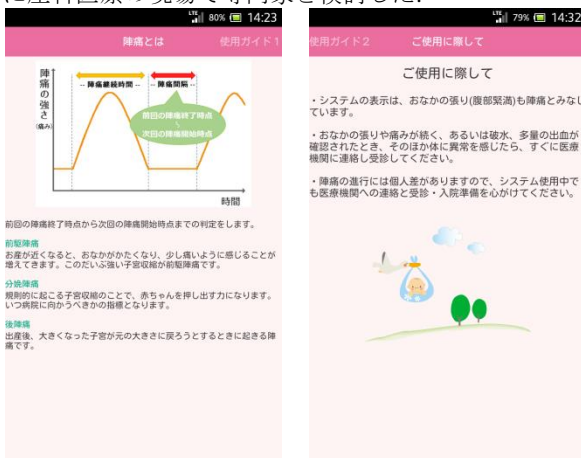 に産科医療の現場で専門家と検討した.
LTE 80% 14:23
陣痛とは 使用ガイド1
陣痛の強さ
(痛み)
陣痛継続時間
陣痛間隔
前回の陣痛終了時点
～
次回の陣痛開始時点
時間
前回の陣痛終了時点から次回の陣痛開始時点までの判定をします。
前駆陣痛
お産が近くなると、おなかがかたくなり、少し痛いように感じることが
増えてきます。このだいぶ強い子宮収縮が前駆陣痛です。
分娩陣痛
規則的に起こる子宮収縮のことで、赤ちゃんを押し出す力になります。
いつ病院に向かうべきかの指標となります。
後陣痛
出産後、大きくなった子宮が元の大きさに戻ろうとするときに起きる陣
痛です。
LTE 79% 14:32
使用ガイド2 ご使用に際して
ご使用に際して
・システムの表示は、おなかの張り(腹部緊満)も陣痛とみなし
ています。
・おなかの張りや痛みが続く、あるいは破水、多量の出血が
確認されたとき、そのほか体に異常を感じたら、すぐに医療
機関に連絡し受診してください。
・陣痛の進行には個人差がありますので、システム使用中で
も医療機関への連絡と受診・入院準備を心がけてください。